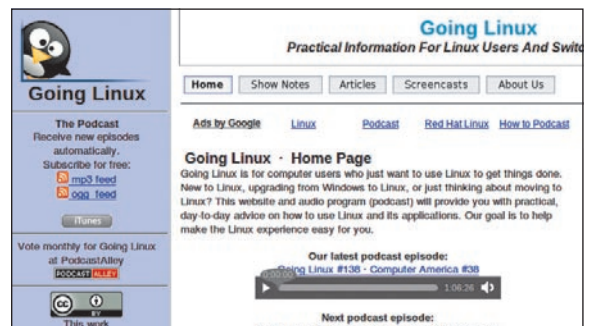 Going Linux
The Podcast
Receive new episodes
automatically.
Subscribe for free:
mp3 feed
ogg feed
iTunes
Vote monthly for Going Linux
at PodcastAlley
PODCAST ALLEY
cc
BY
This work
Going Linux
Practical Information For Linux Users And Switc
Home Show Notes Articles Screencasts About Us
Ads by Google Linux Podcast Red Hat Linux How to Podcast
Going Linux · Home Page
Going Linux is for computer users who just want to use Linux to get things done.
New to Linux, upgrading from Windows to Linux, or just thinking about moving to
Linux? This website and audio program (podcast) will provide you with practical,
day-to-day advice on how to use Linux and its applications. Our goal is to help
make the Linux experience easy for you.
Our latest podcast episode:
Going Linux #138 · Computer America #38
0:00:00
1:06:26
Next podcast episode: